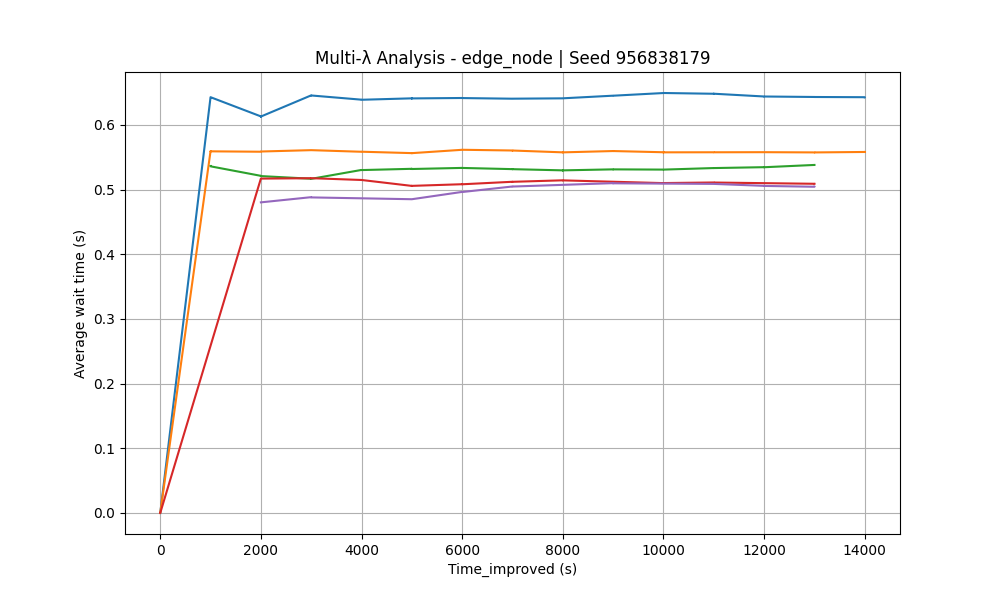 Multi-λ Analysis - edge_node | Seed 956838179
Average wait time (s)
0.6
0.5
0.4
0.3
0.2
0.1
0.0
0 2000 4000 6000 8000 10000 12000 14000
Time_improved (s)